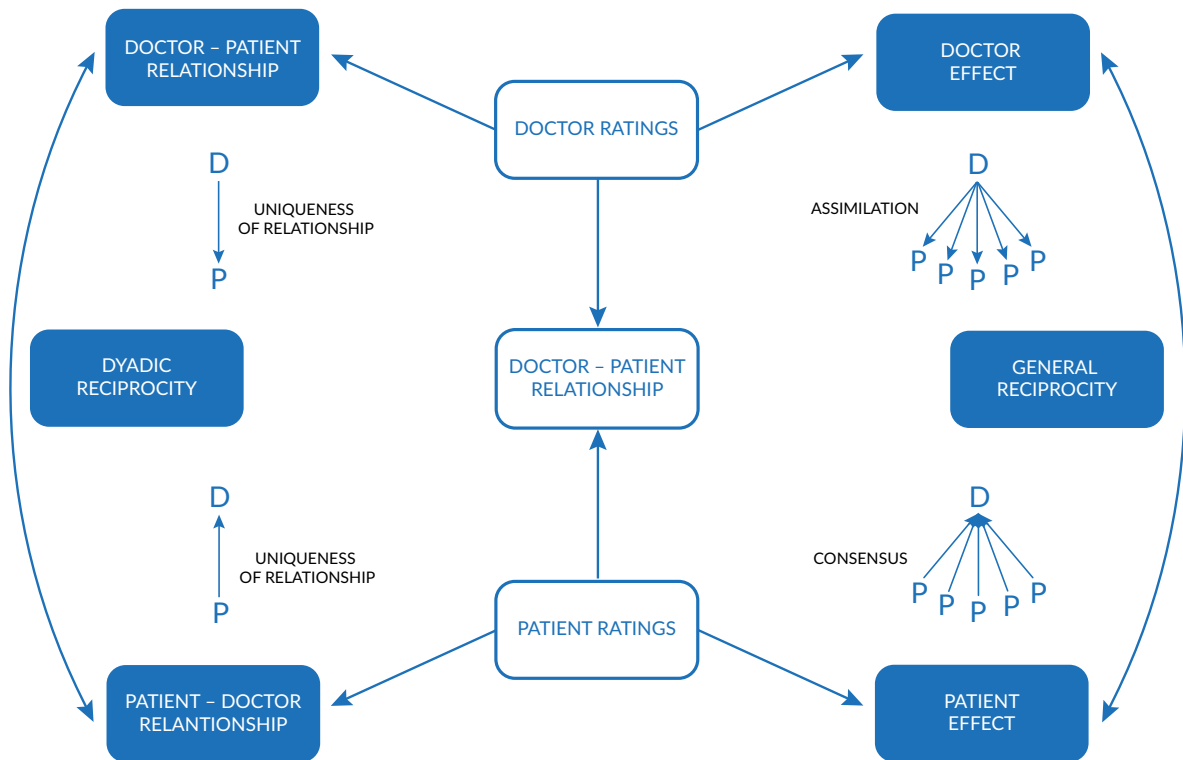 DOCTOR – PATIENT
RELATIONSHIP
DOCTOR RATINGS
DOCTOR
EFFECT
D
UNIQUENESS
OF RELATIONSHIP
P
ASSIMILATION
D
P P P P P
DYADIC
RECIPROCITY
DOCTOR – PATIENT
RELATIONSHIP
GENERAL
RECIPROCITY
D
UNIQUENESS
OF RELATIONSHIP
P
CONSENSUS
D
P P P P P
PATIENT RATINGS
PATIENT – DOCTOR
RELANTIONSHIP
PATIENT
EFFECT